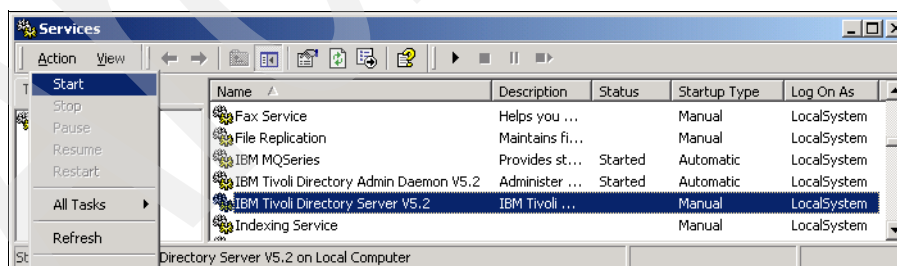 Services
Action View
Start
Stop
Pause
Resume
Restart
All Tasks
Refresh
Name Description Status Startup Type Log On As
Fax Service Helps you ... Manual LocalSystem
File Replication Maintains fi... Manual LocalSystem
IBM MQSeries Provides st... Started Automatic LocalSystem
IBM Tivoli Directory Admin Daemon V5.2 Administer ... Started Automatic LocalSystem
IBM Tivoli Directory Server V5.2 IBM Tivoli ... Manual LocalSystem
Indexing Service Manual LocalSystem
St Directory Server V5.2 on Local Computer